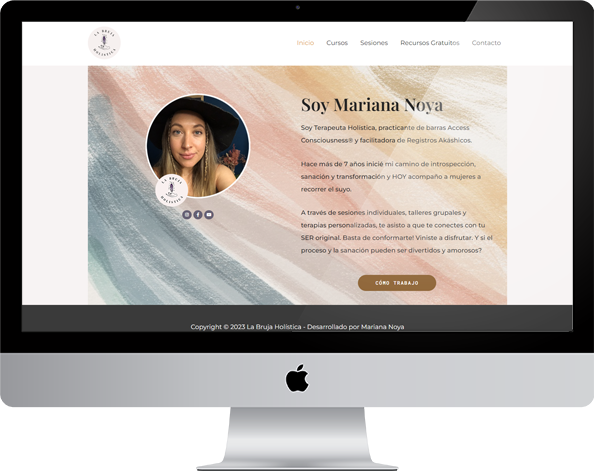 LA BRUJA
HOLÍSTICA
Inicio Cursos Sesiones Recursos Gratuitos Contacto
Soy Mariana Noya
Soy Terapeuta Holística, practicante de barras Access
Consciousness® y facilitadora de Registros Akáshicos.
Hace más de 7 años inicié mi camino de introspección,
sanación y transformación y HOY acompaño a mujeres a
recorrer el suyo.
A través de sesiones individuales, talleres grupales y
terapias personalizadas, te asisto a que te conectes con tu
SER original. Basta de conformarte! Viniste a disfrutar. Y si el
proceso y la sanación pueden ser divertidos y amorosos?
LA BRUJA
HOLÍSTICA
CÓMO TRABAJO
Copyright © 2023 La Bruja Holística - Desarrollado por Mariana Noya